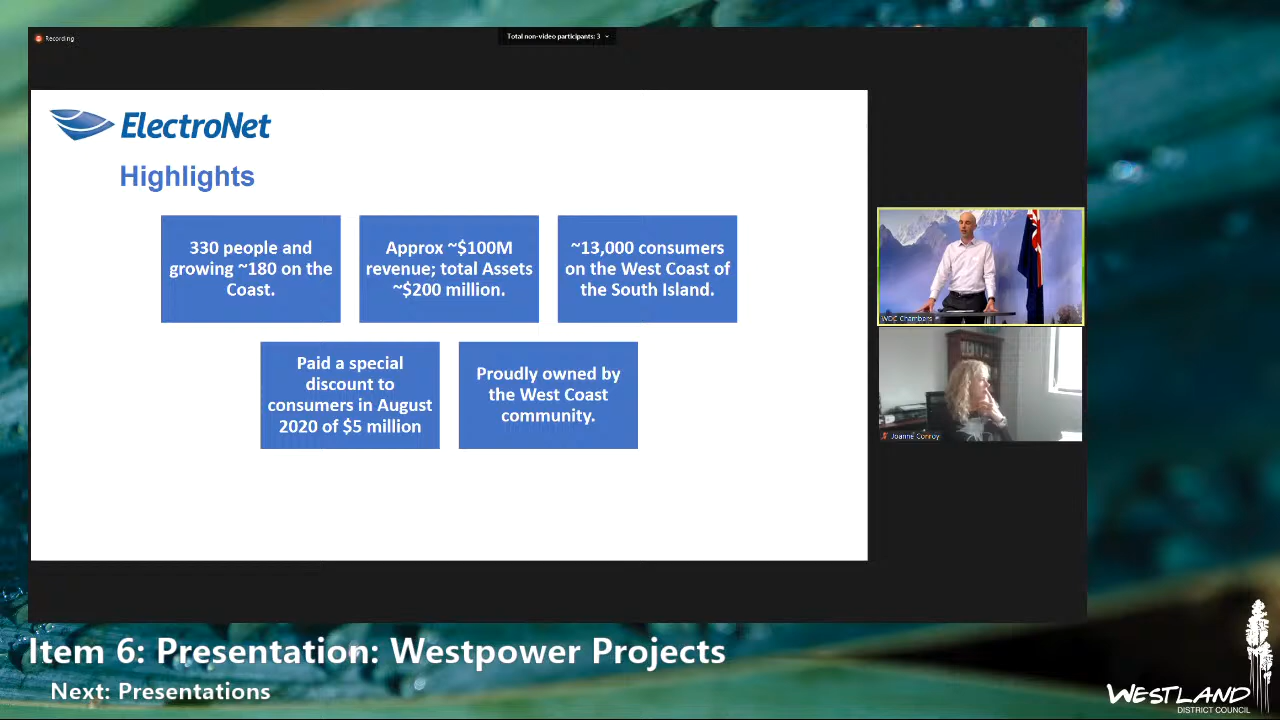 Recording
Total non-video participants: 3
ElectroNet
Highlights
330 people and
growing ~180 on the
Coast.
Approx ~$100M
revenue; total Assets
~$200 million.
~13,000 consumers
on the West Coast of
the South Island.
Paid a special
discount to
consumers in August
2020 of $5 million
Proudly owned by
the West Coast
community.
WDC Chambers
Joanne Conroy
Item 6: Presentation: Westpower Projects
Next: Presentations
WESTLAND
DISTRICT COUNCIL